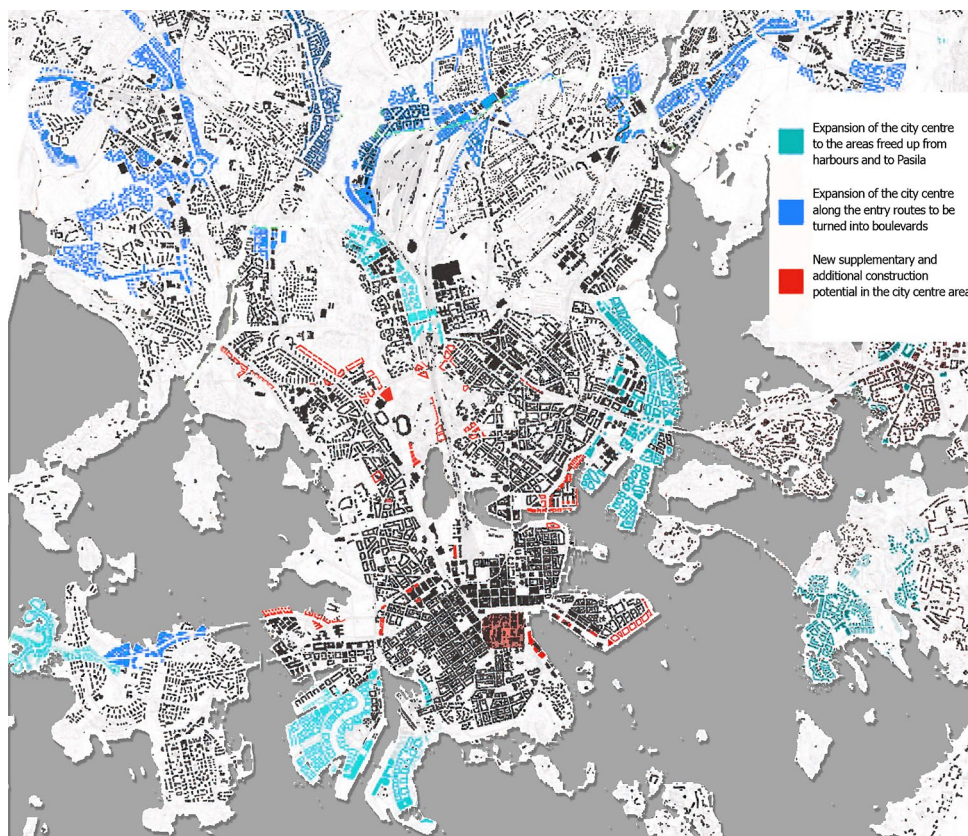 Expansion of the city centre
to the areas freed up from
harbours and to Pasila
Expansion of the city centre
along the entry routes to be
turned into boulevards
New supplementary and
additional construction
potential in the city centre area